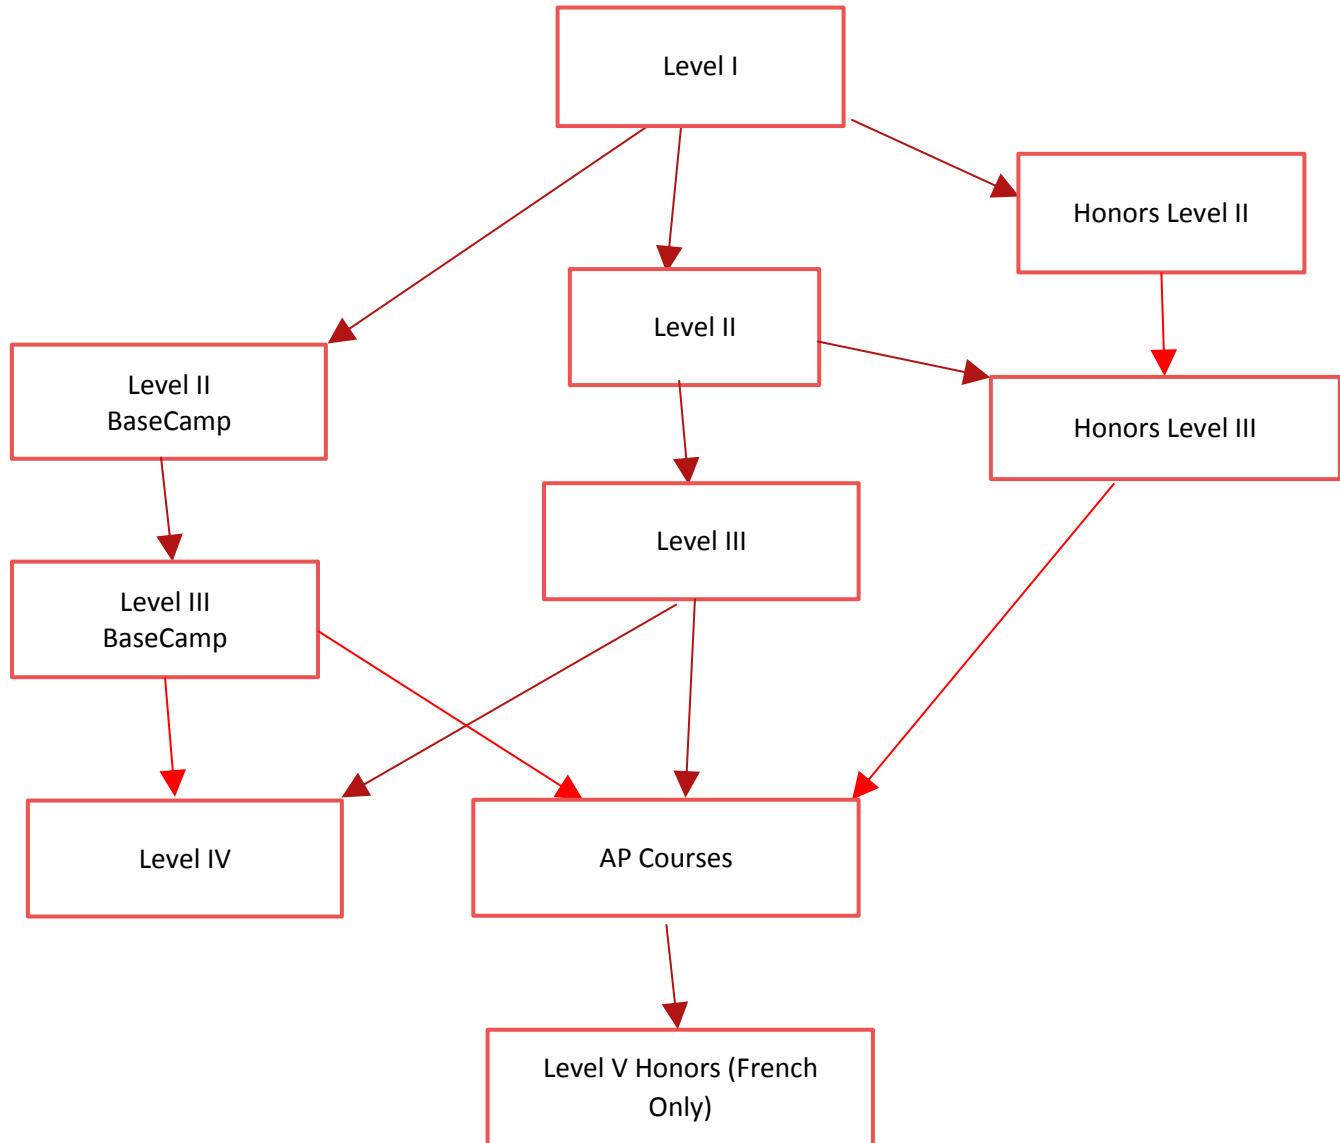 Level I
Honors Level II
Level II
Level II
BaseCamp
Honors Level III
Level III
Level III
BaseCamp
Level IV
AP Courses
Level V Honors (French
Only)